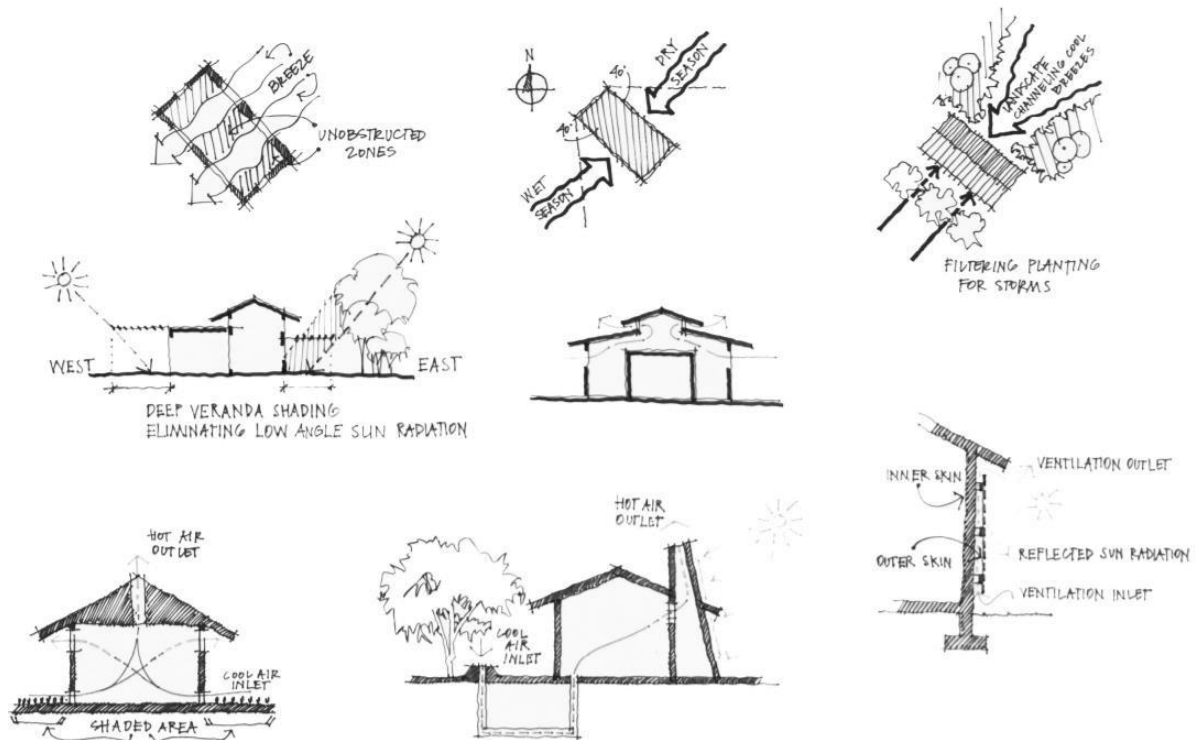 BREEZE
UNOBSTRUCTED
ZONES
N
40°
40°
DRY
SEASON
WET
SEASON
LANDSCAPE
CHANNELING COOL
BREEZES
FILTERING PLANTING
FOR STORMS
WEST
EAST
DEEP VERANDA SHADING
ELIMINATING LOW ANGLE SUN RADIATION
HOT AIR
OUTLET
COOL AIR
INLET
SHADED AREA
HOT AIR
OUTLET
COOL
AIR
INLET
INNER SKIN
OUTER SKIN
VENTILATION OUTLET
REFLECTED SUN RADIATION
VENTILATION INLET